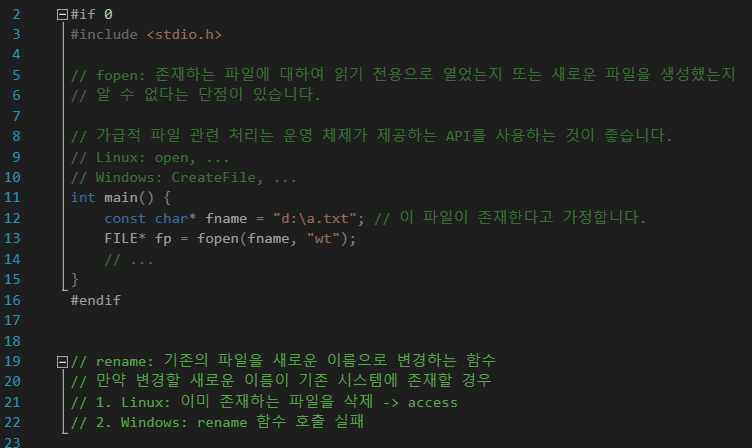 2 #if 0
3 #include <stdio.h>
4
5 // fopen: 존재하는 파일에 대하여 읽기 전용으로 열었는지 또는 새로운 파일을 생성했는지
6 // 알 수 없다는 단점이 있습니다.
7
8 // 가급적 파일 관련 처리는 운영 체제가 제공하는 API를 사용하는 것이 좋습니다.
9 // Linux: open, ...
10 // Windows: CreateFile, ...
11 int main() {
12 const char* fname = "d:\a.txt"; // 이 파일이 존재한다고 가정합니다.
13 FILE* fp = fopen(fname, "wt");
14 // ...
15 }
16 #endif
17
18
19 // rename: 기존의 파일을 새로운 이름으로 변경하는 함수
20 // 만약 변경할 새로운 이름이 기존 시스템에 존재할 경우
21 // 1. Linux: 이미 존재하는 파일을 삭제 -> access
22 // 2. Windows: rename 함수 호출 실패
23